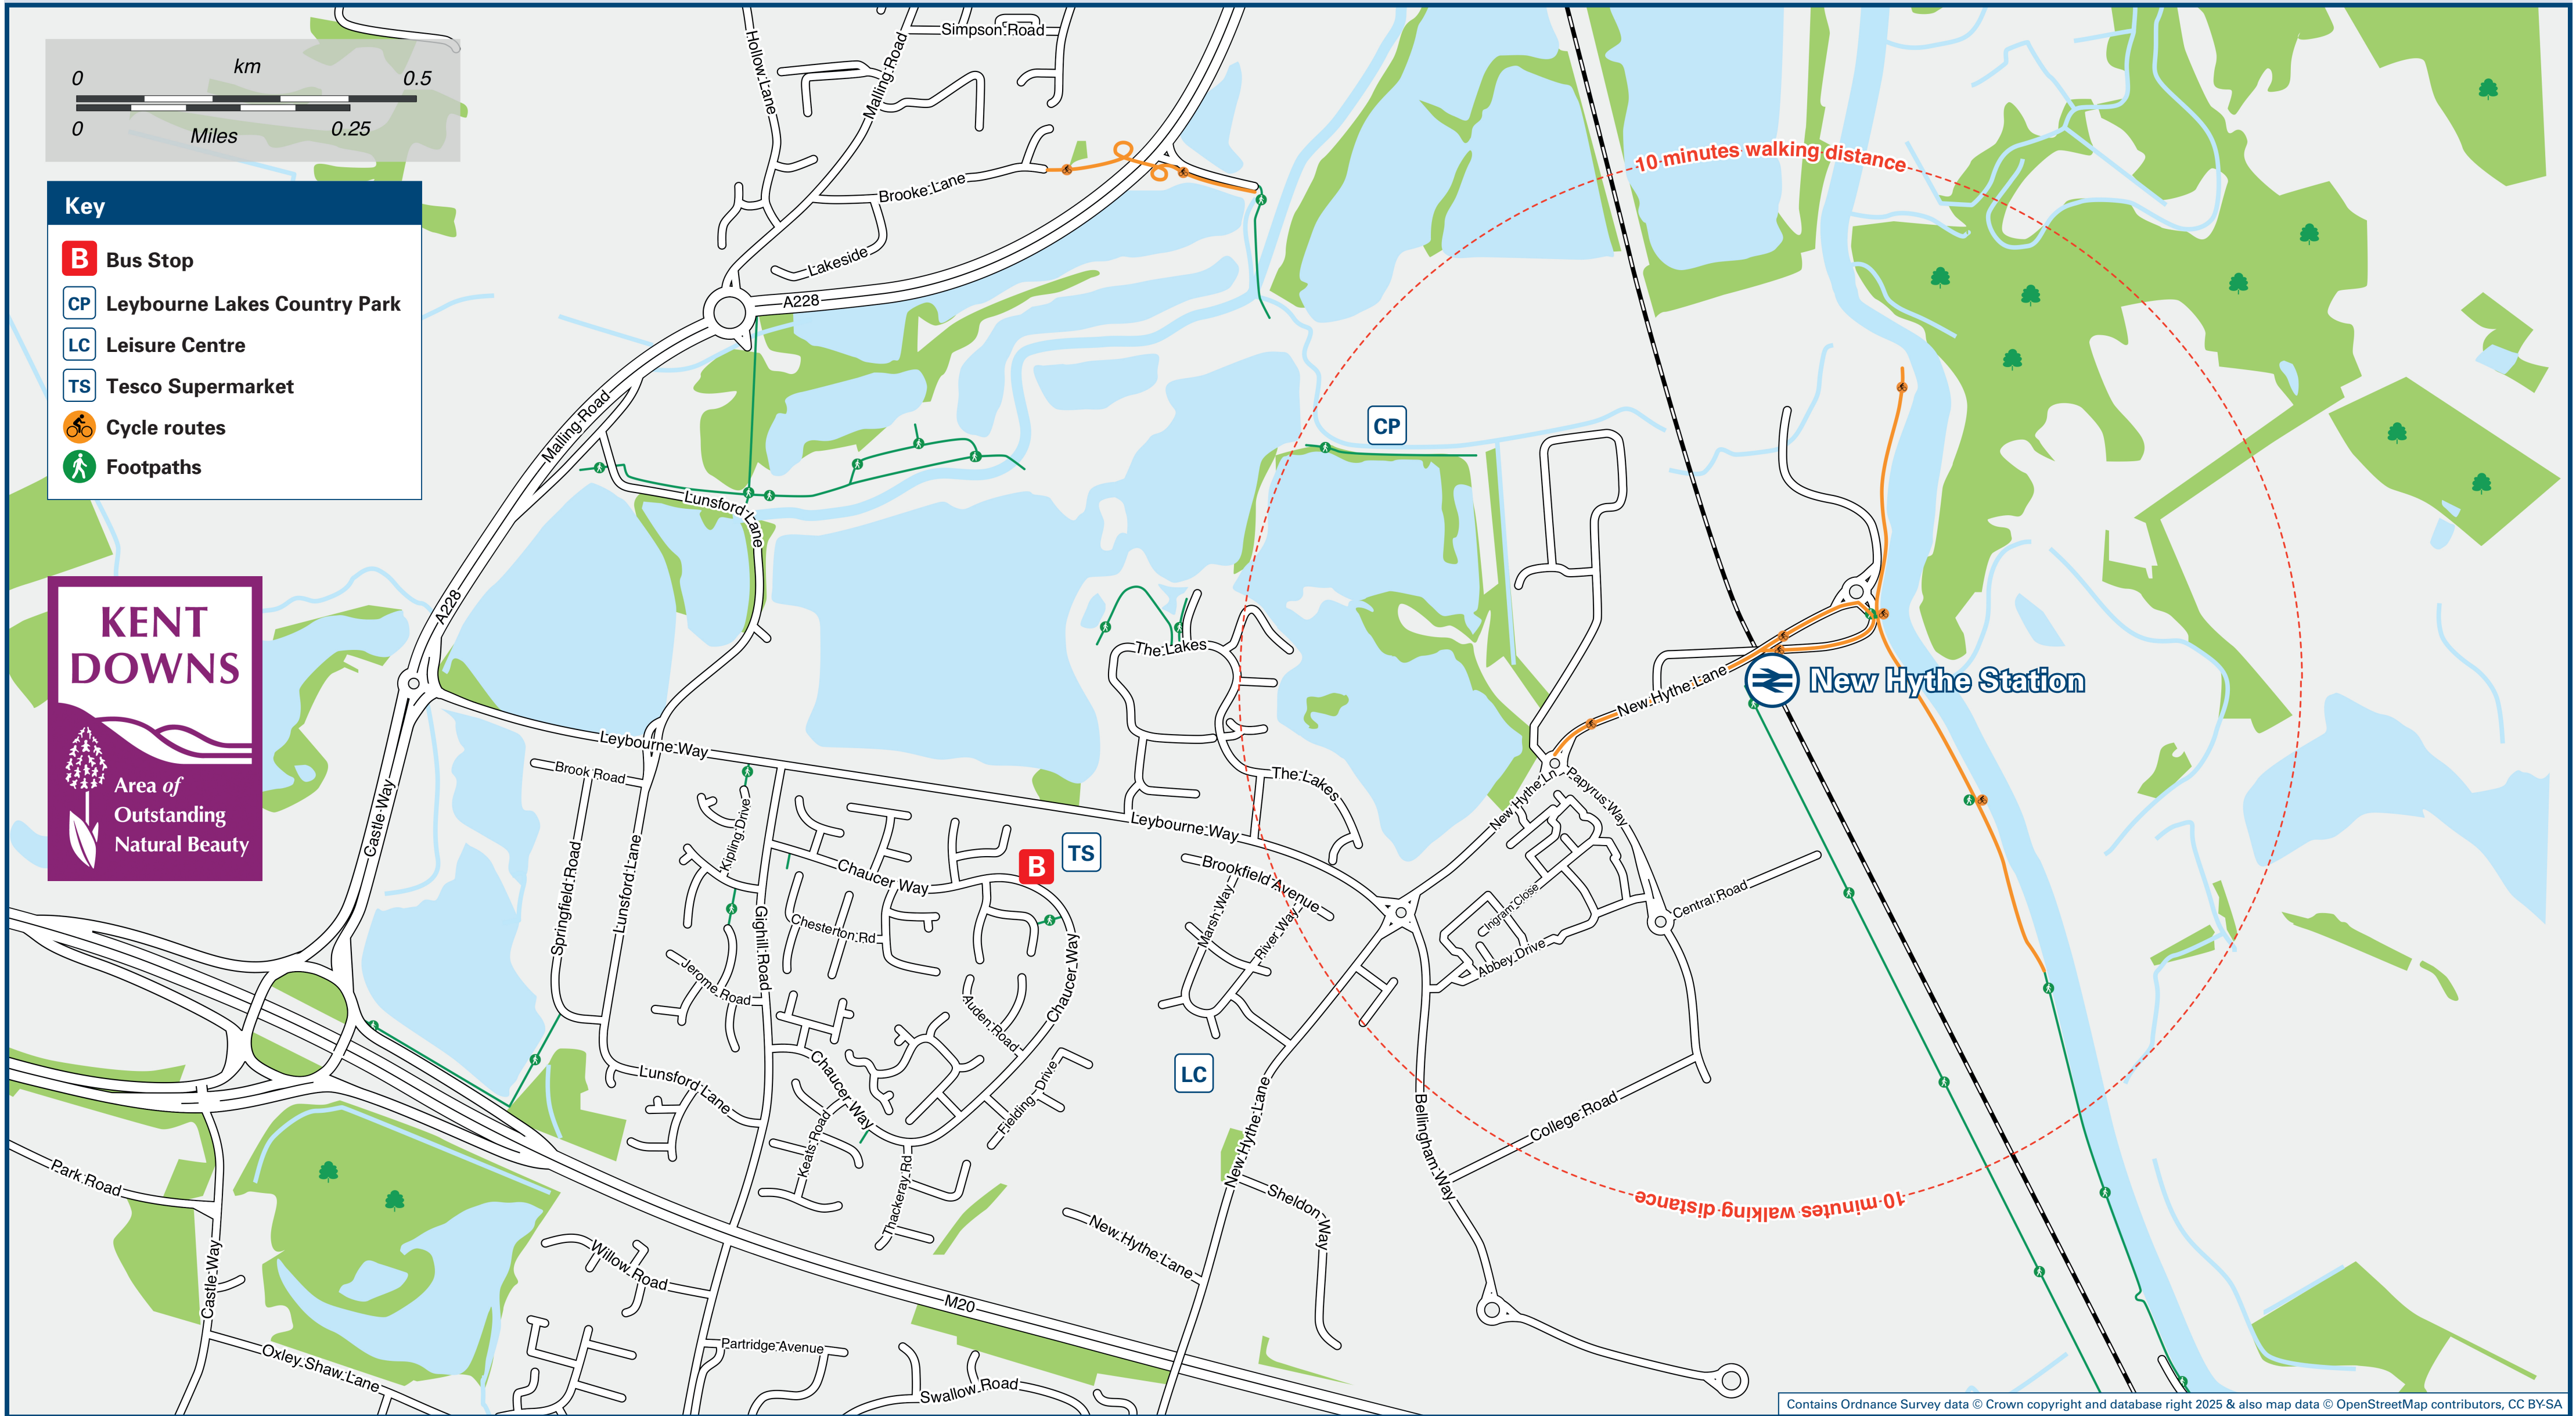 km
0 0.5
0 0.25
Miles
Key
B Bus Stop
CP Leybourne Lakes Country Park
LC Leisure Centre
TS Tesco Supermarket
Cycle routes
Footpaths
KENT
DOWNS
Area of
Outstanding
Natural Beauty
Simpson Road
Hollow Lane
Malling Road
Brooke Lane
Lakeside
A228
10 minutes walking distance
Malling Road
CP
Lunsford Lane
A228
The Lakes
New Hythe Station
New Hythe Lane
Leybourne Way
Brook Road
The Lakes
Papyrus Way
New Hythe Ln
Castle Way
Kipling Drive
Leybourne Way
B
TS
Springfield Road
Lunsford Lane
Chaucer Way
Brookfield Avenue
Marsh Way
River Way
Central Road
Ingram Close
Abbey Drive
Gighill Road
Chesterton Rd
Jerome Road
Auden Road
Chaucer Way
LC
Lunsford Lane
Chaucer Way
Keats Road
Fielding Drive
New Hythe Lane
Bellingham Way
College Road
Park Road
Thackeray Rd
Sheldon Way
10 minutes walking distance
New Hythe Lane
Castle Way
Willow Road
M20
Partridge Avenue
Oxley Shaw Lane
Swallow Road
Contains Ordnance Survey data © Crown copyright and database right 2025 & also map data © OpenStreetMap contributors, CC BY-SA